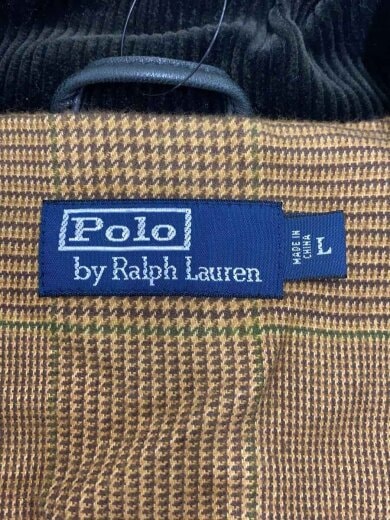 Polo
by Ralph Lauren
MADE IN
CHINA
L